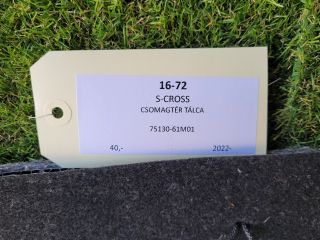 16-72
S-CROSS
CSOMAGTÉR TÁLCA
75130-61M01
40,- 2022-